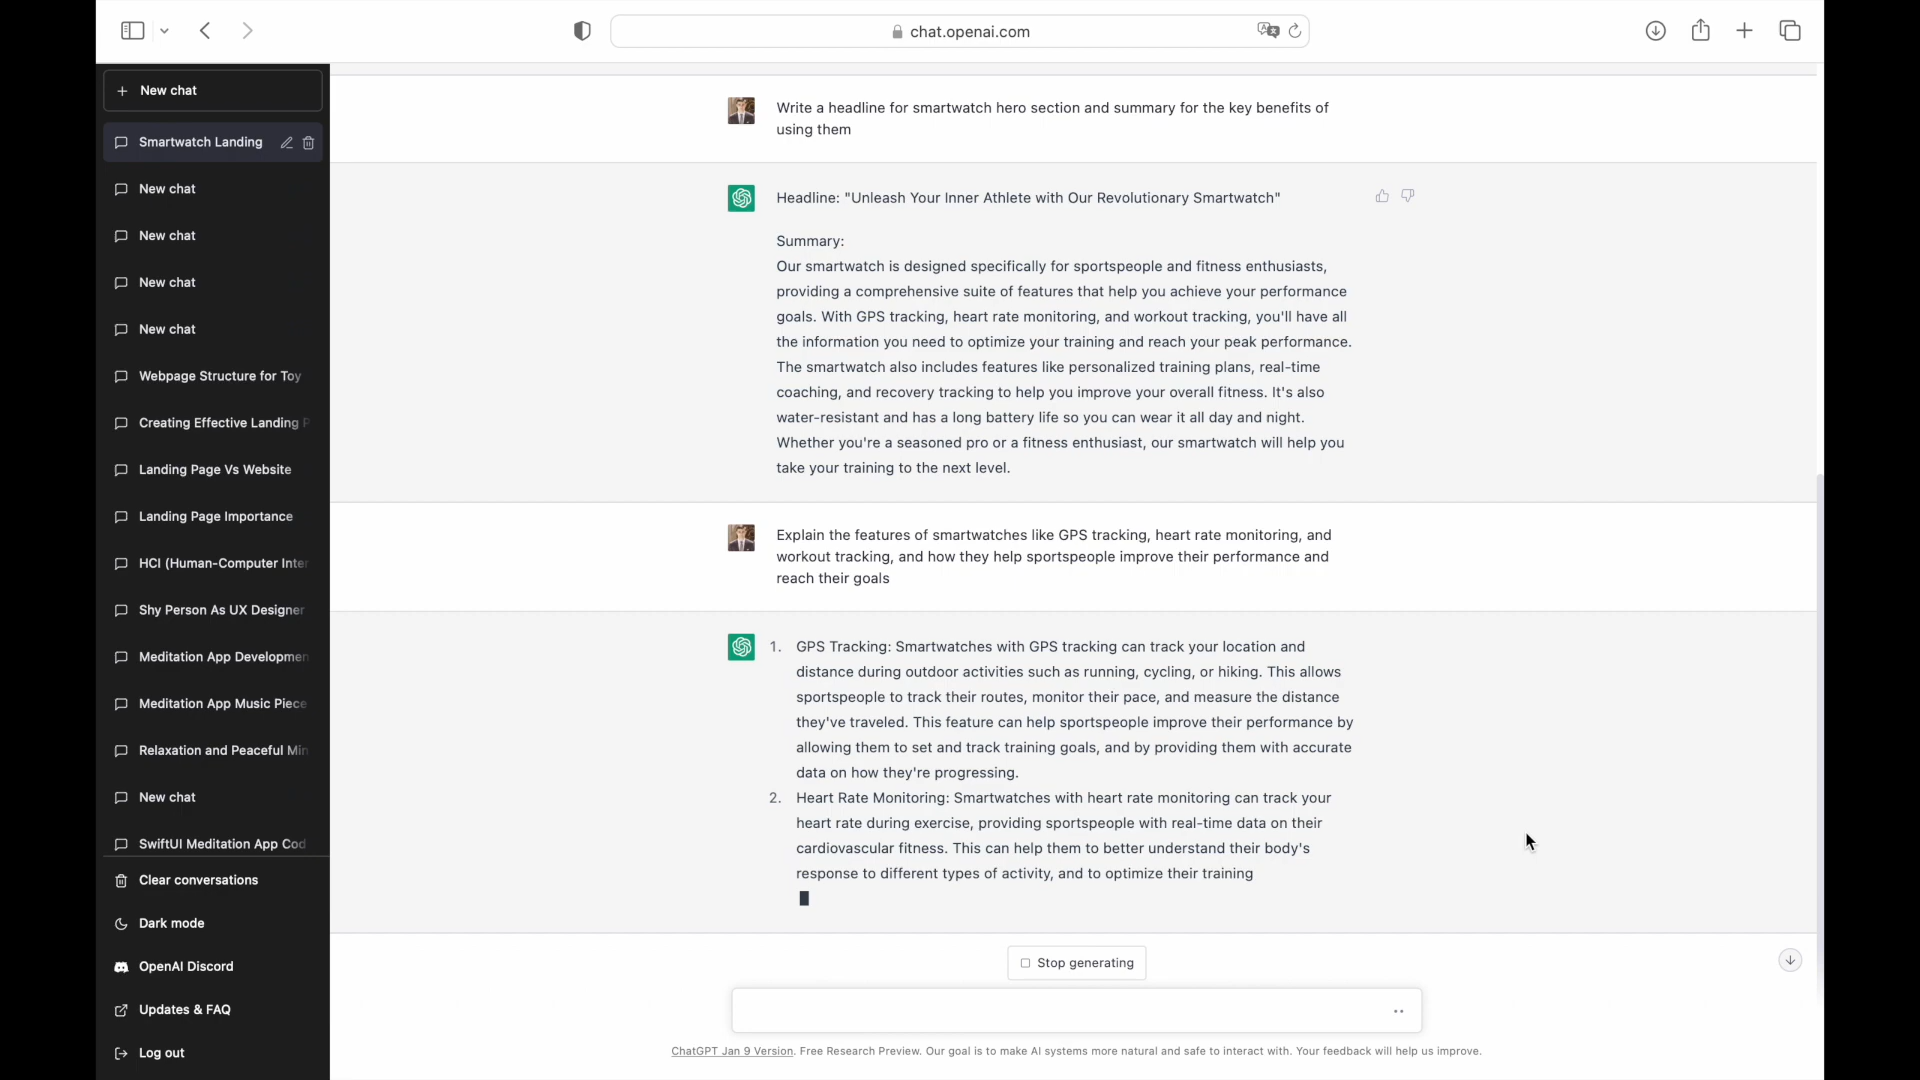 chat.openai.com
New chat
Smartwatch Landing
New chat
New chat
New chat
New chat
Webpage Structure for Toy
Creating Effective Landing P
Landing Page Vs Website
Landing Page Importance
HCI (Human-Computer Inter
Shy Person As UX Designer
Meditation App Developmen
Meditation App Music Piece
Relaxation and Peaceful Min
New chat
SwiftUI Meditation App Cod
Clear conversations
Dark mode
OpenAI Discord
Updates & FAQ
Log out
Write a headline for smartwatch hero section and summary for the key benefits of
using them
Headline: "Unleash Your Inner Athlete with Our Revolutionary Smartwatch"
Summary:
Our smartwatch is designed specifically for sportspeople and fitness enthusiasts,
providing a comprehensive suite of features that help you achieve your performance
goals. With GPS tracking, heart rate monitoring, and workout tracking, you'll have all
the information you need to optimize your training and reach your peak performance.
The smartwatch also includes features like personalized training plans, real-time
coaching, and recovery tracking to help you improve your overall fitness. It's also
water-resistant and has a long battery life so you can wear it all day and night.
Whether you're a seasoned pro or a fitness enthusiast, our smartwatch will help you
take your training to the next level.
Explain the features of smartwatches like GPS tracking, heart rate monitoring, and
workout tracking, and how they help sportspeople improve their performance and
reach their goals
1. GPS Tracking: Smartwatches with GPS tracking can track your location and
distance during outdoor activities such as running, cycling, or hiking. This allows
sportspeople to track their routes, monitor their pace, and measure the distance
they've traveled. This feature can help sportspeople improve their performance by
allowing them to set and track training goals, and by providing them with accurate
data on how they're progressing.
2. Heart Rate Monitoring: Smartwatches with heart rate monitoring can track your
heart rate during exercise, providing sportspeople with real-time data on their
cardiovascular fitness. This can help them to better understand their body's
response to different types of activity, and to optimize their training
Stop generating
ChatGPT Jan 9 Version. Free Research Preview. Our goal is to make AI systems more natural and safe to interact with. Your feedback will help us improve.